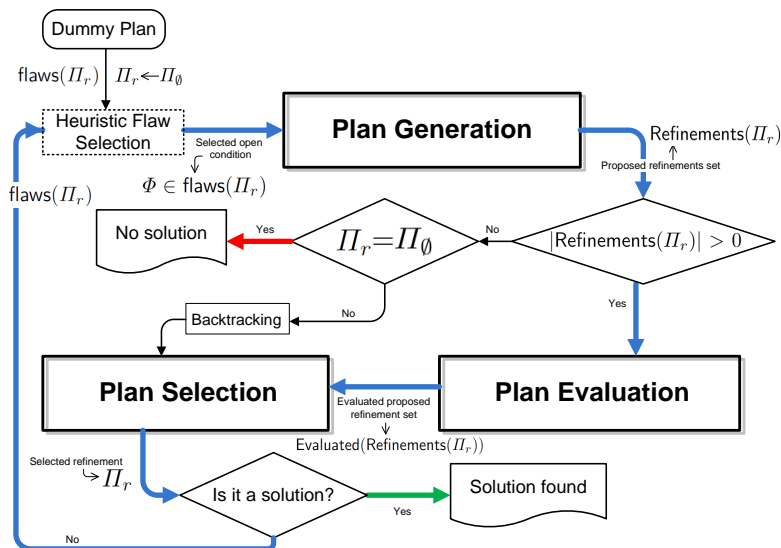 Dummy Plan
flaws(Π_r) Π_r←Π_∅
Heuristic Flaw
Selection
Selected open
condition
Φ ∈ flaws(Π_r)
Plan Generation
Refinements(Π_r)
Proposed refinements set
flaws(Π_r)
No solution
Yes
Π_r=Π_∅
No
|Refinements(Π_r)| > 0
No
Yes
Backtracking
Plan Selection
Evaluated proposed
refinement set
Evaluated(Refinements(Π_r))
Plan Evaluation
Selected refinement
Π_r
Is it a solution?
Yes
Solution found
No